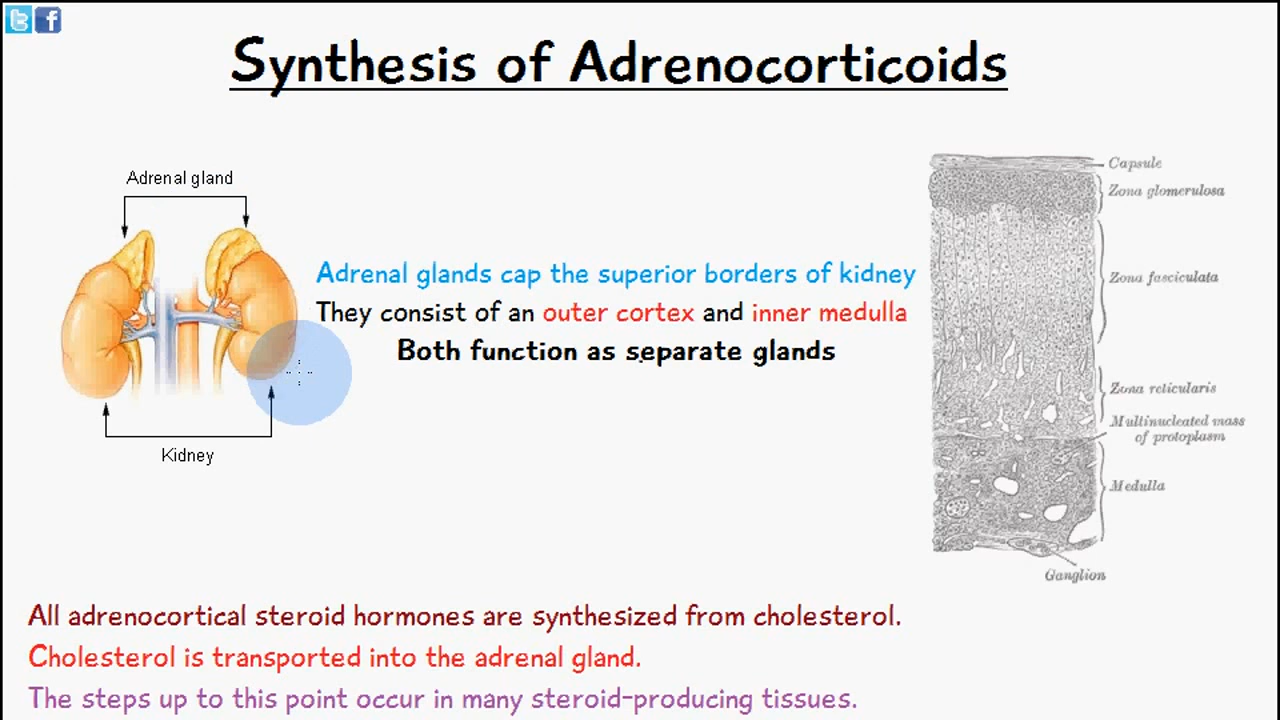 Synthesis of Adrenocorticoids
Adrenal gland
Kidney
Adrenal glands cap the superior borders of kidney
They consist of an outer cortex and inner medulla
Both function as separate glands
Capsule
Zona glomerulosa
Zona fasciculata
Zona reticularis
Multinucleated mass
of protoplasm
Medulla
Ganglion
All adrenocortical steroid hormones are synthesized from cholesterol.
Cholesterol is transported into the adrenal gland.
The steps up to this point occur in many steroid-producing tissues.